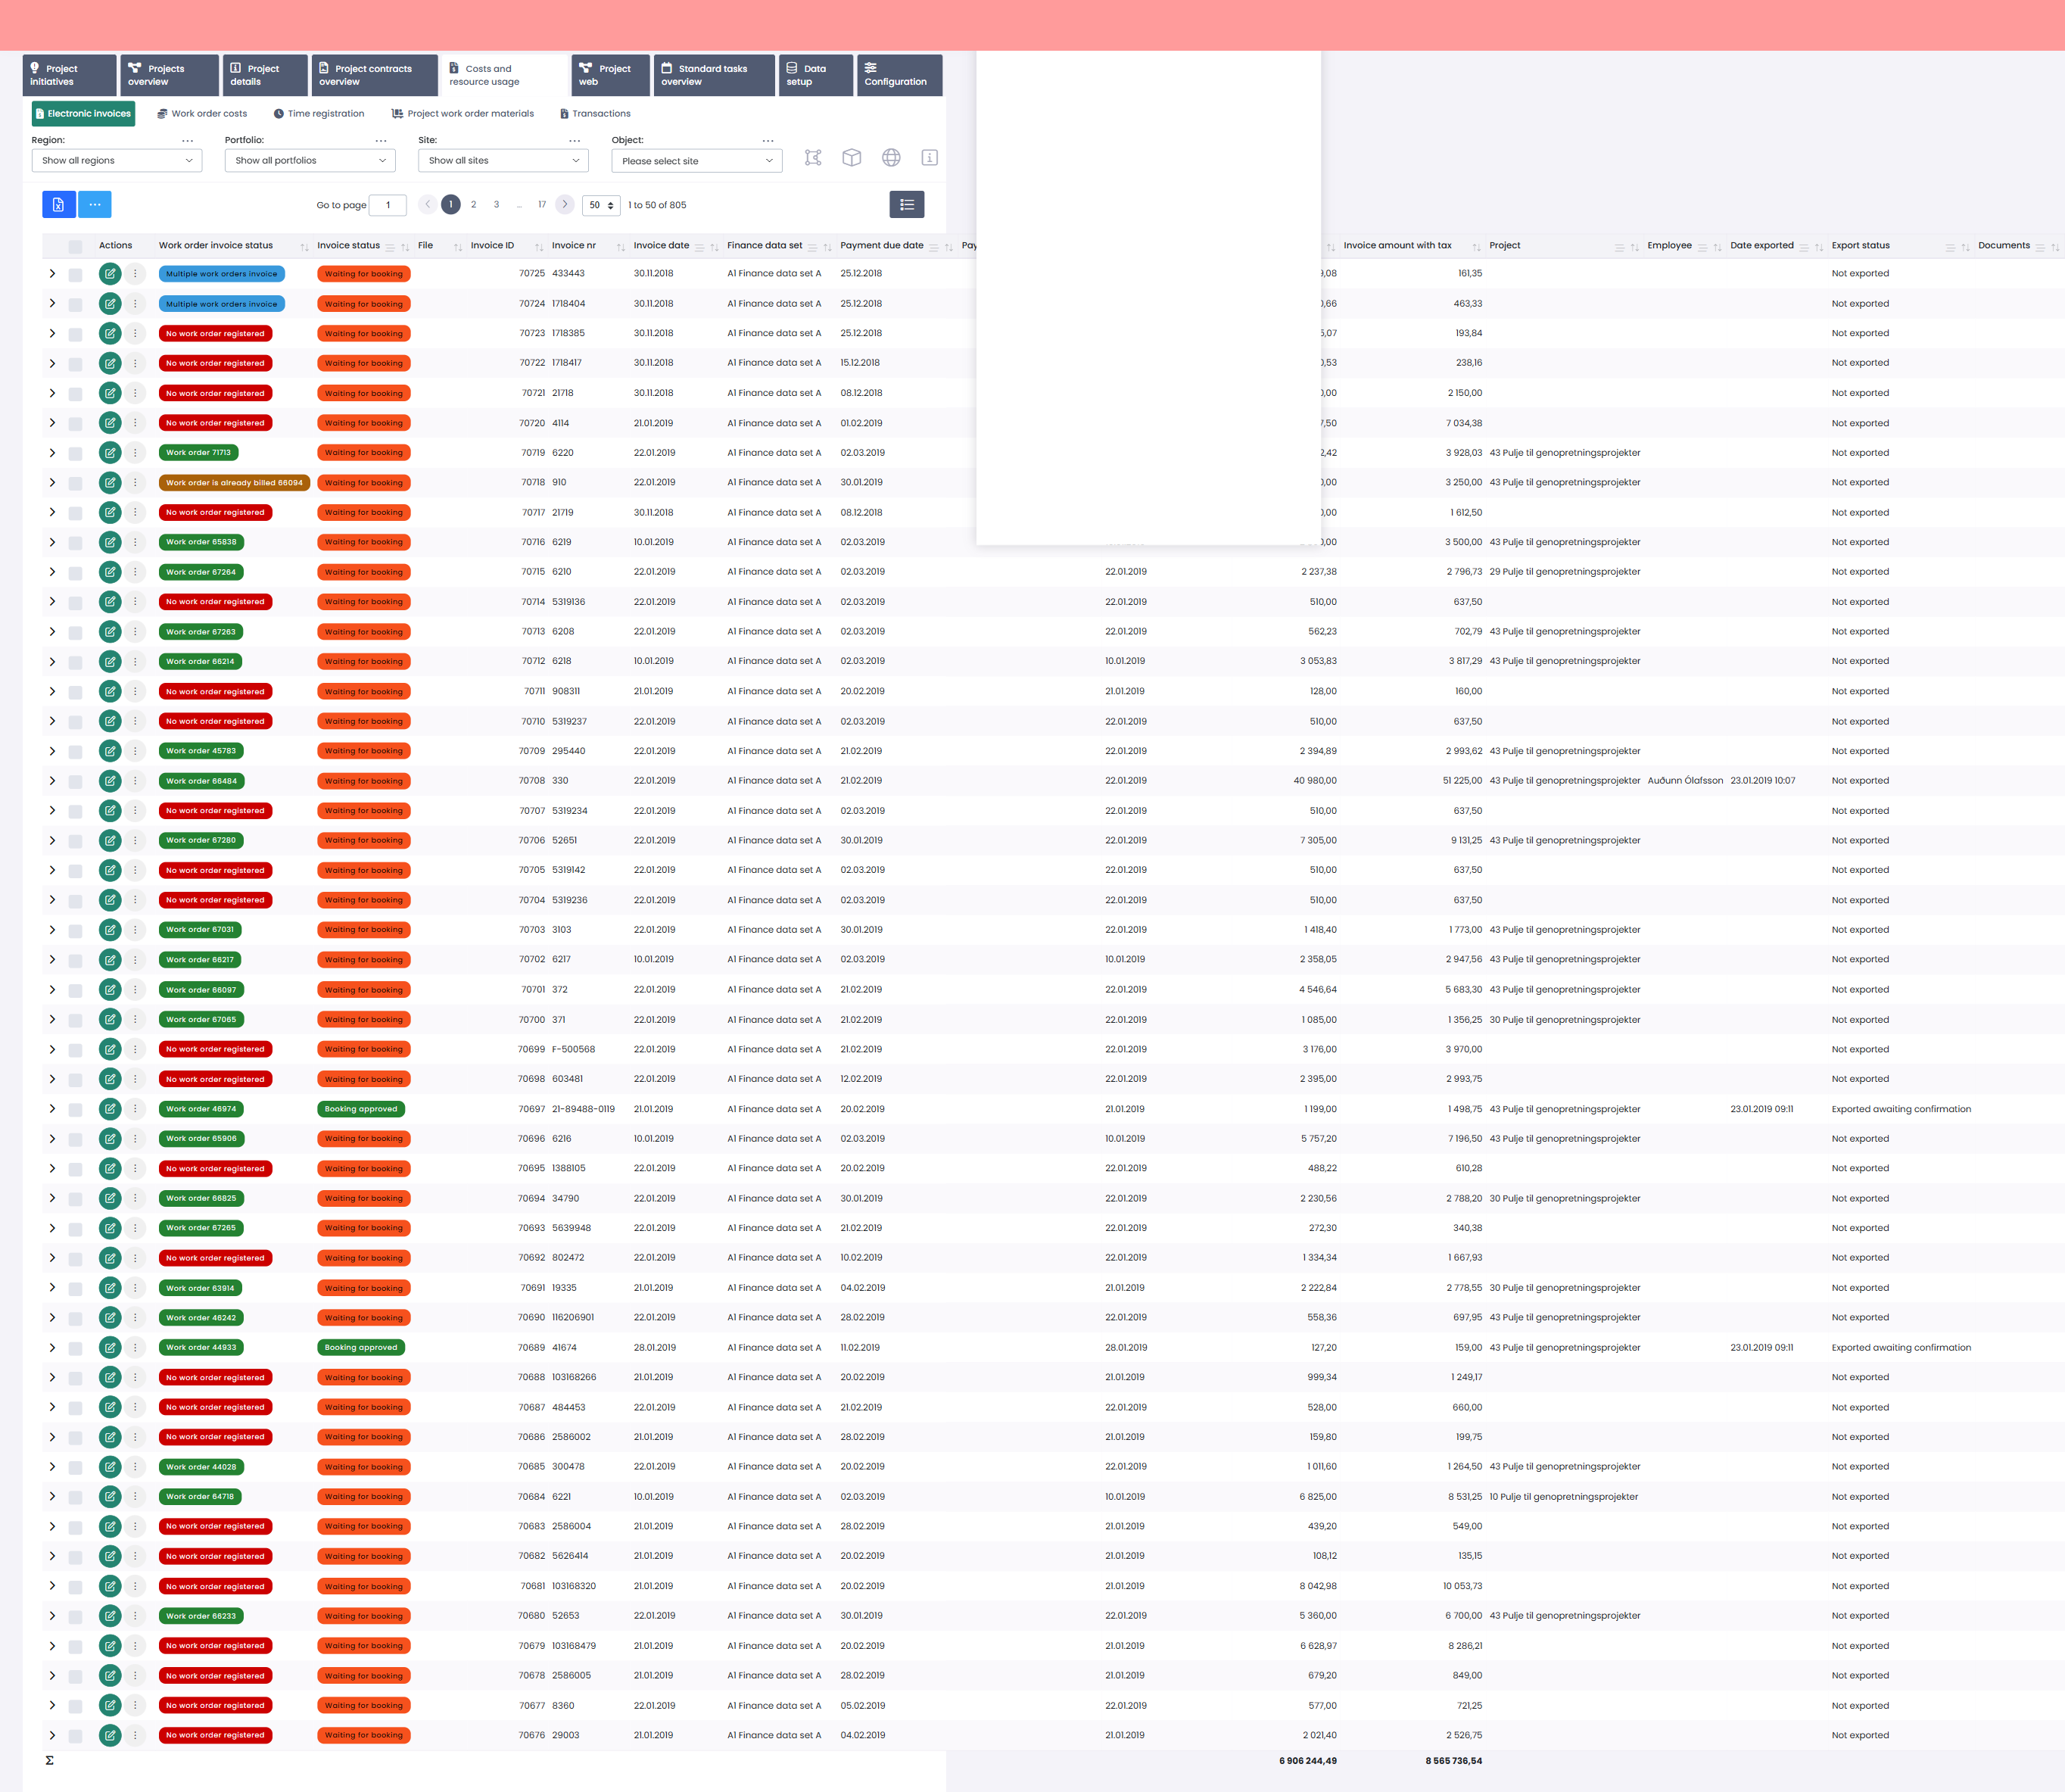 Project initiatives Projects overview Project details Project contracts overview Costs and resource usage Project web Standard tasks overview Data setup Configuration
Electronic invoices Work order costs Time registration Project work order materials Transactions
Region: ... Portfolio: ... Site: ... Object: ...
Show all regions Show all portfolios Show all sites Please select site
... Go to page 1 1 2 3 ... 17 50 1 to 50 of 805
Actions Work order invoice status Invoice status File Invoice ID Invoice nr Invoice date Finance data set Payment due date Invoice amount with tax Project Employee Date exported Export status Documents
Multiple work orders invoice Waiting for booking 70725 433443 30.11.2018 A1 Finance data set A 25.12.2018 161,35 Not exported
Multiple work orders invoice Waiting for booking 70724 1718404 30.11.2018 A1 Finance data set A 25.12.2018 463,33 Not exported
No work order registered Waiting for booking 70723 1718385 30.11.2018 A1 Finance data set A 25.12.2018 193,84 Not exported
No work order registered Waiting for booking 70722 1718417 30.11.2018 A1 Finance data set A 15.12.2018 238,16 Not exported
No work order registered Waiting for booking 70721 21718 30.11.2018 A1 Finance data set A 08.12.2018 2 150,00 Not exported
No work order registered Waiting for booking 70720 4114 21.01.2019 A1 Finance data set A 01.02.2019 7 034,38 Not exported
Work order 71713 Waiting for booking 70719 6220 22.01.2019 A1 Finance data set A 02.03.2019 3 928,03 43 Pulje til genopretningsprojekter Not exported
Work order is already billed 66094 Waiting for booking 70718 910 22.01.2019 A1 Finance data set A 30.01.2019 3 250,00 43 Pulje til genopretningsprojekter Not exported
No work order registered Waiting for booking 70717 21719 30.11.2018 A1 Finance data set A 08.12.2018 1 612,50 Not exported
Work order 65838 Waiting for booking 70716 6219 10.01.2019 A1 Finance data set A 02.03.2019 3 500,00 43 Pulje til genopretningsprojekter Not exported
Work order 67264 Waiting for booking 70715 6210 22.01.2019 A1 Finance data set A 02.03.2019 22.01.2019 2 237,38 2 796,73 29 Pulje til genopretningsprojekter Not exported
No work order registered Waiting for booking 70714 5319136 22.01.2019 A1 Finance data set A 02.03.2019 22.01.2019 510,00 637,50 Not exported
Work order 67263 Waiting for booking 70713 6208 22.01.2019 A1 Finance data set A 02.03.2019 22.01.2019 562,23 702,79 43 Pulje til genopretningsprojekter Not exported
Work order 66214 Waiting for booking 70712 6218 10.01.2019 A1 Finance data set A 02.03.2019 10.01.2019 3 053,83 3 817,29 43 Pulje til genopretningsprojekter Not exported
No work order registered Waiting for booking 70711 908311 21.01.2019 A1 Finance data set A 20.02.2019 21.01.2019 128,00 160,00 Not exported
No work order registered Waiting for booking 70710 5319237 22.01.2019 A1 Finance data set A 02.03.2019 22.01.2019 510,00 637,50 Not exported
Work order 45783 Waiting for booking 70709 295440 22.01.2019 A1 Finance data set A 21.02.2019 22.01.2019 2 394,89 2 993,62 43 Pulje til genopretningsprojekter Not exported
Work order 66484 Waiting for booking 70708 330 22.01.2019 A1 Finance data set A 21.02.2019 22.01.2019 40 980,00 51 225,00 43 Pulje til genopretningsprojekter Auðunn Ólafsson 23.01.2019 10:07 Not exported
No work order registered Waiting for booking 70707 5319234 22.01.2019 A1 Finance data set A 02.03.2019 22.01.2019 510,00 637,50 Not exported
Work order 67280 Waiting for booking 70706 52651 22.01.2019 A1 Finance data set A 30.01.2019 22.01.2019 7 305,00 9 131,25 43 Pulje til genopretningsprojekter Not exported
No work order registered Waiting for booking 70705 5319142 22.01.2019 A1 Finance data set A 02.03.2019 22.01.2019 510,00 637,50 Not exported
No work order registered Waiting for booking 70704 5319236 22.01.2019 A1 Finance data set A 02.03.2019 22.01.2019 510,00 637,50 Not exported
Work order 67031 Waiting for booking 70703 3103 22.01.2019 A1 Finance data set A 30.01.2019 22.01.2019 1 418,40 1 773,00 43 Pulje til genopretningsprojekter Not exported
Work order 66217 Waiting for booking 70702 6217 10.01.2019 A1 Finance data set A 02.03.2019 10.01.2019 2 358,05 2 947,56 43 Pulje til genopretningsprojekter Not exported
Work order 66097 Waiting for booking 70701 372 22.01.2019 A1 Finance data set A 21.02.2019 22.01.2019 4 546,64 5 683,30 43 Pulje til genopretningsprojekter Not exported
Work order 67065 Waiting for booking 70700 371 22.01.2019 A1 Finance data set A 21.02.2019 22.01.2019 1 085,00 1 356,25 30 Pulje til genopretningsprojekter Not exported
No work order registered Waiting for booking 70699 F-500568 22.01.2019 A1 Finance data set A 21.02.2019 22.01.2019 3 176,00 3 970,00 Not exported
No work order registered Waiting for booking 70698 603481 22.01.2019 A1 Finance data set A 12.02.2019 22.01.2019 2 395,00 2 993,75 Not exported
Work order 46974 Booking approved 70697 21-89488-0119 21.01.2019 A1 Finance data set A 20.02.2019 21.01.2019 1 199,00 1 498,75 43 Pulje til genopretningsprojekter 23.01.2019 09:11 Exported awaiting confirmation
Work order 65906 Waiting for booking 70696 6216 10.01.2019 A1 Finance data set A 02.03.2019 10.01.2019 5 757,20 7 196,50 43 Pulje til genopretningsprojekter Not exported
No work order registered Waiting for booking 70695 1388105 22.01.2019 A1 Finance data set A 20.02.2019 22.01.2019 488,22 610,28 Not exported
Work order 66825 Waiting for booking 70694 34790 22.01.2019 A1 Finance data set A 30.01.2019 22.01.2019 2 230,56 2 788,20 30 Pulje til genopretningsprojekter Not exported
Work order 67265 Waiting for booking 70693 5639948 22.01.2019 A1 Finance data set A 21.02.2019 22.01.2019 272,30 340,38 Not exported
No work order registered Waiting for booking 70692 802472 22.01.2019 A1 Finance data set A 10.02.2019 22.01.2019 1 334,34 1 667,93 Not exported
Work order 63914 Waiting for booking 70691 19335 21.01.2019 A1 Finance data set A 04.02.2019 21.01.2019 2 222,84 2 778,55 30 Pulje til genopretningsprojekter Not exported
Work order 46242 Waiting for booking 70690 116206901 22.01.2019 A1 Finance data set A 28.02.2019 22.01.2019 558,36 697,95 43 Pulje til genopretningsprojekter Not exported
Work order 44933 Booking approved 70689 41674 28.01.2019 A1 Finance data set A 11.02.2019 28.01.2019 127,20 159,00 43 Pulje til genopretningsprojekter 23.01.2019 09:11 Exported awaiting confirmation
No work order registered Waiting for booking 70688 103168266 21.01.2019 A1 Finance data set A 20.02.2019 21.01.2019 999,34 1 249,17 Not exported
No work order registered Waiting for booking 70687 484453 22.01.2019 A1 Finance data set A 21.02.2019 22.01.2019 528,00 660,00 Not exported
No work order registered Waiting for booking 70686 2586002 21.01.2019 A1 Finance data set A 28.02.2019 21.01.2019 159,80 199,75 Not exported
Work order 44028 Waiting for booking 70685 300478 22.01.2019 A1 Finance data set A 20.02.2019 22.01.2019 1 011,60 1 264,50 43 Pulje til genopretningsprojekter Not exported
Work order 64718 Waiting for booking 70684 6221 10.01.2019 A1 Finance data set A 02.03.2019 10.01.2019 6 825,00 8 531,25 10 Pulje til genopretningsprojekter Not exported
No work order registered Waiting for booking 70683 2586004 21.01.2019 A1 Finance data set A 28.02.2019 21.01.2019 439,20 549,00 Not exported
No work order registered Waiting for booking 70682 5626414 21.01.2019 A1 Finance data set A 20.02.2019 21.01.2019 108,12 135,15 Not exported
No work order registered Waiting for booking 70681 103168320 21.01.2019 A1 Finance data set A 20.02.2019 21.01.2019 8 042,98 10 053,73 Not exported
Work order 66233 Waiting for booking 70680 52653 22.01.2019 A1 Finance data set A 30.01.2019 22.01.2019 5 360,00 6 700,00 43 Pulje til genopretningsprojekter Not exported
No work order registered Waiting for booking 70679 103168479 21.01.2019 A1 Finance data set A 20.02.2019 21.01.2019 6 628,97 8 286,21 Not exported
No work order registered Waiting for booking 70678 2586005 21.01.2019 A1 Finance data set A 28.02.2019 21.01.2019 679,20 849,00 Not exported
No work order registered Waiting for booking 70677 8360 22.01.2019 A1 Finance data set A 05.02.2019 22.01.2019 577,00 721,25 Not exported
No work order registered Waiting for booking 70676 29003 21.01.2019 A1 Finance data set A 04.02.2019 21.01.2019 2 021,40 2 526,75 Not exported
Σ 6 906 244,49 8 565 736,54